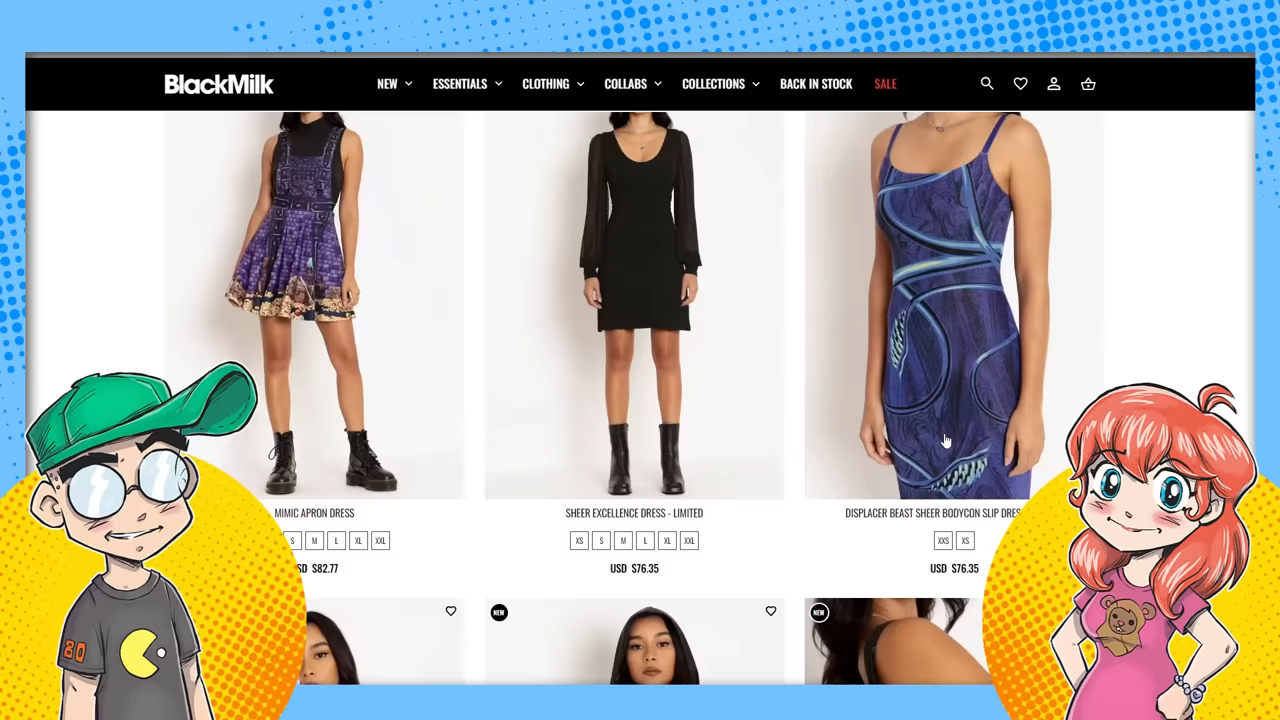 BlackMilk
NEW ESSENTIALS CLOTHING COLLABS COLLECTIONS BACK IN STOCK SALE
MIMIC APRON DRESS
SHEER EXCELLENCE DRESS - LIMITED
DISPLACER BEAST SHEER BODYCON SLIP DRES
S M L XL XXL
XS S M L XL XXL
XXS XS
SD $82.77
USD $76.35
USD $76.35
NEW
NEW
80